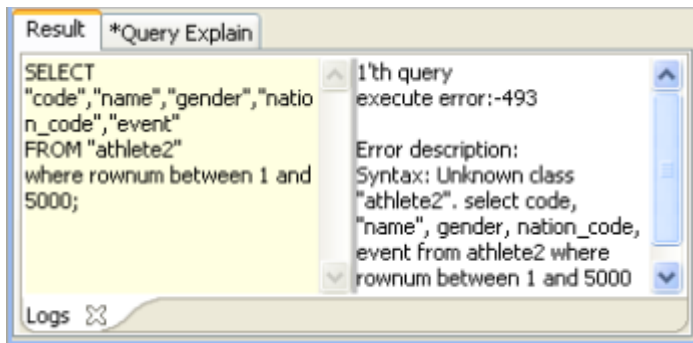 Result
*Query Explain
SELECT
"code","name","gender","natio
n_code","event"
FROM "athlete2"
where rownum between 1 and
5000;
1'th query
execute error:-493
Error description:
Syntax: Unknown class
"athlete2". select code,
"name", gender, nation_code,
event from athlete2 where
rownum between 1 and 5000
Logs